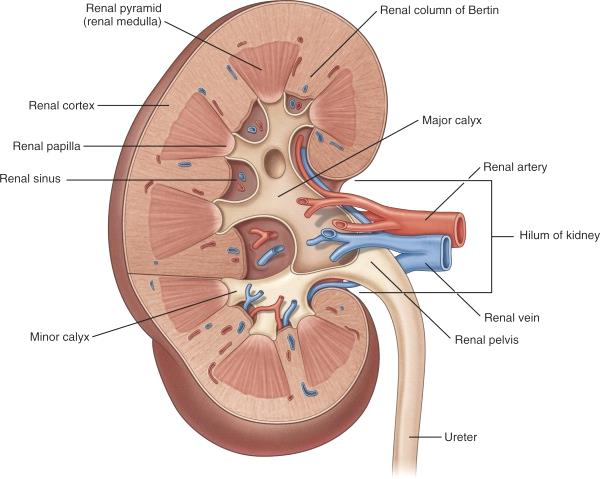 Renal pyramid
(renal medulla)
Renal column of Bertin
Renal cortex
Major calyx
Renal papilla
Renal artery
Renal sinus
Hilum of kidney
Renal vein
Minor calyx
Renal pelvis
Ureter